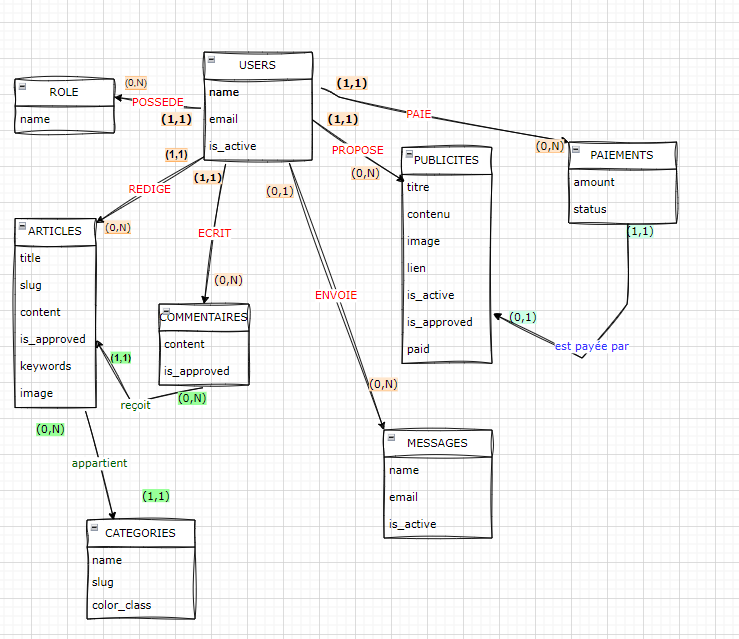 USERS
name
email
is_active
ROLE
name
(0,N)
POSSEDE
(1,1)
(1,1)
PAIE
(0,N)
(1,1)
PROPOSE
(0,N)
PUBLICITES
titre
contenu
image
lien
is_active
is_approved
paid
PAIEMENTS
amount
status
(1,1)
(0,1)
est payée par
(1,1)
REDIGE
(0,N)
(1,1)
ECRIT
(0,N)
(0,1)
ENVOIE
(0,N)
ARTICLES
title
slug
content
is_approved
keywords
image
COMMENTAIRES
content
is_approved
(1,1)
reçoit
(0,N)
(0,N)
appartient
(1,1)
MESSAGES
name
email
is_active
CATEGORIES
name
slug
color_class